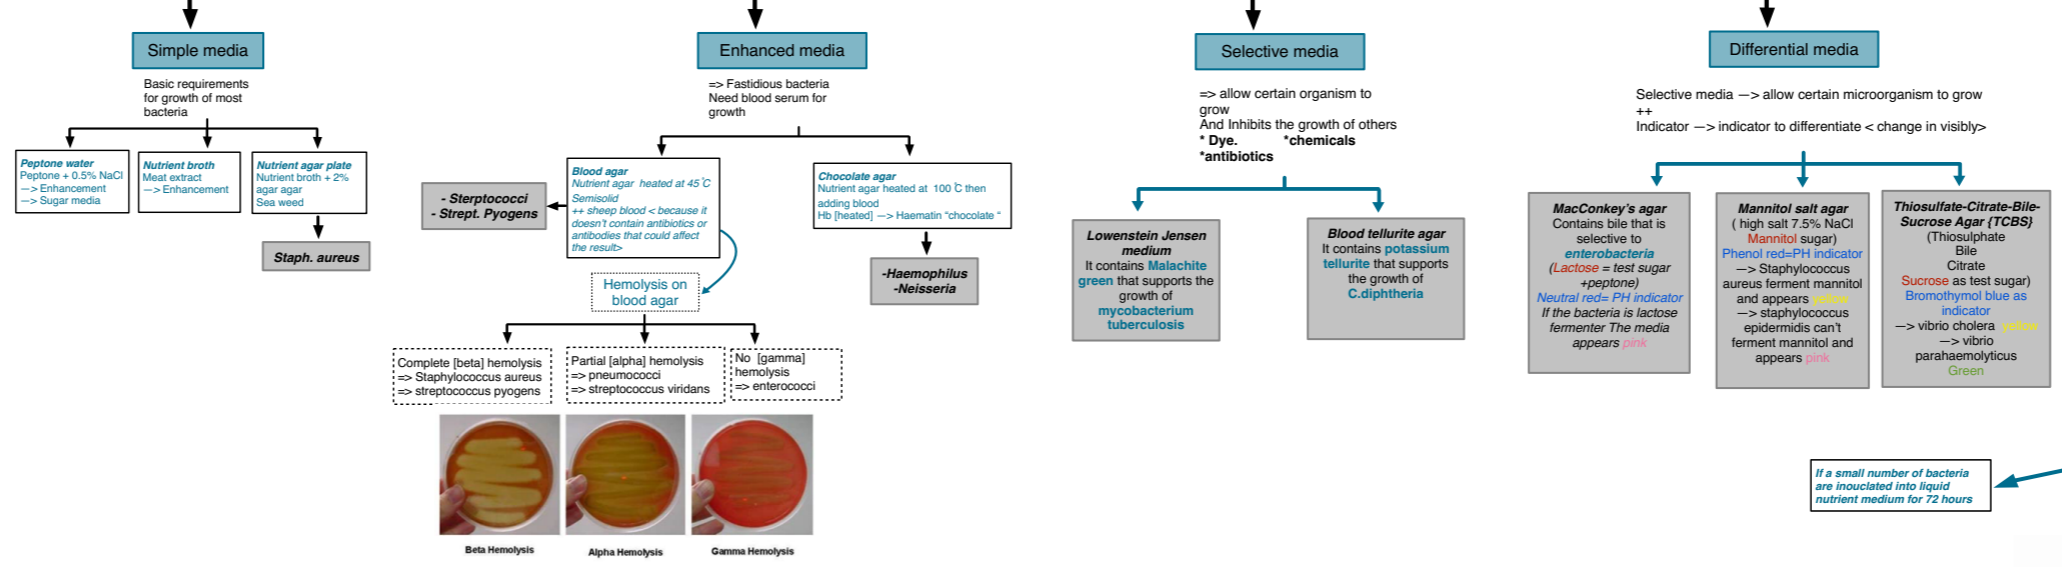 Simple media
Basic requirements
for growth of most
bacteria
Peptone water
Peptone + 0.5% NaCl
—> Enhancement
—> Sugar media
Nutrient broth
Meat extract
—> Enhancement
Nutrient agar plate
Nutrient broth + 2%
agar agar
Sea weed
Staph. aureus
Enhanced media
=> Fastidious bacteria
Need blood serum for
growth
- Sterptococci
- Strept. Pyogens
Blood agar
Nutrient agar heated at 45°C
Semisolid
++ sheep blood < because it
doesn't contain antibiotics or
antibodies that could affect
the result>
Chocolate agar
Nutrient agar heated at 100°C then
adding blood
Hb [heated] —> Haematin "chocolate "
-Haemophilus
-Neisseria
Hemolysis on
blood agar
Complete [beta] hemolysis
=> Staphylococcus aureus
=> streptococcus pyogens
Partial [alpha] hemolysis
=> pneumococci
=> streptococcus viridans
No [gamma]
hemolysis
=> enterococci
Beta Hemolysis
Alpha Hemolysis
Gamma Hemolysis
Selective media
=> allow certain organism to
grow
And Inhibits the growth of others
* Dye. *chemicals
*antibiotics
Lowenstein Jensen
medium
It contains Malachite
green that supports the
growth of
mycobacterium
tuberculosis
Blood tellurite agar
It contains potassium
tellurite that supports
the growth of
C.diphtheria
Differential media
Selective media —> allow certain microorganism to grow
++
Indicator —> indicator to differentiate < change in visibly>
MacConkey's agar
Contains bile that is
selective to
enterobacteria
(Lactose = test sugar
+peptone)
Neutral red= PH indicator
If the bacteria is lactose
fermenter The media
appears pink
Mannitol salt agar
( high salt 7.5% NaCl
Mannitol sugar)
Phenol red=PH indicator
—> Staphylococcus
aureus ferment mannitol
and appears yellow
—> staphylococcus
epidermidis can't
ferment mannitol and
appears pink
Thiosulfate-Citrate-Bile-
Sucrose Agar {TCBS}
(Thiosulphate
Bile
Citrate
Sucrose as test sugar)
Bromothymol blue as
indicator
—> vibrio cholera yellow
—> vibrio
parahaemolyticus
Green
If a small number of bacteria
are inouclated into liquid
nutrient medium for 72 hours